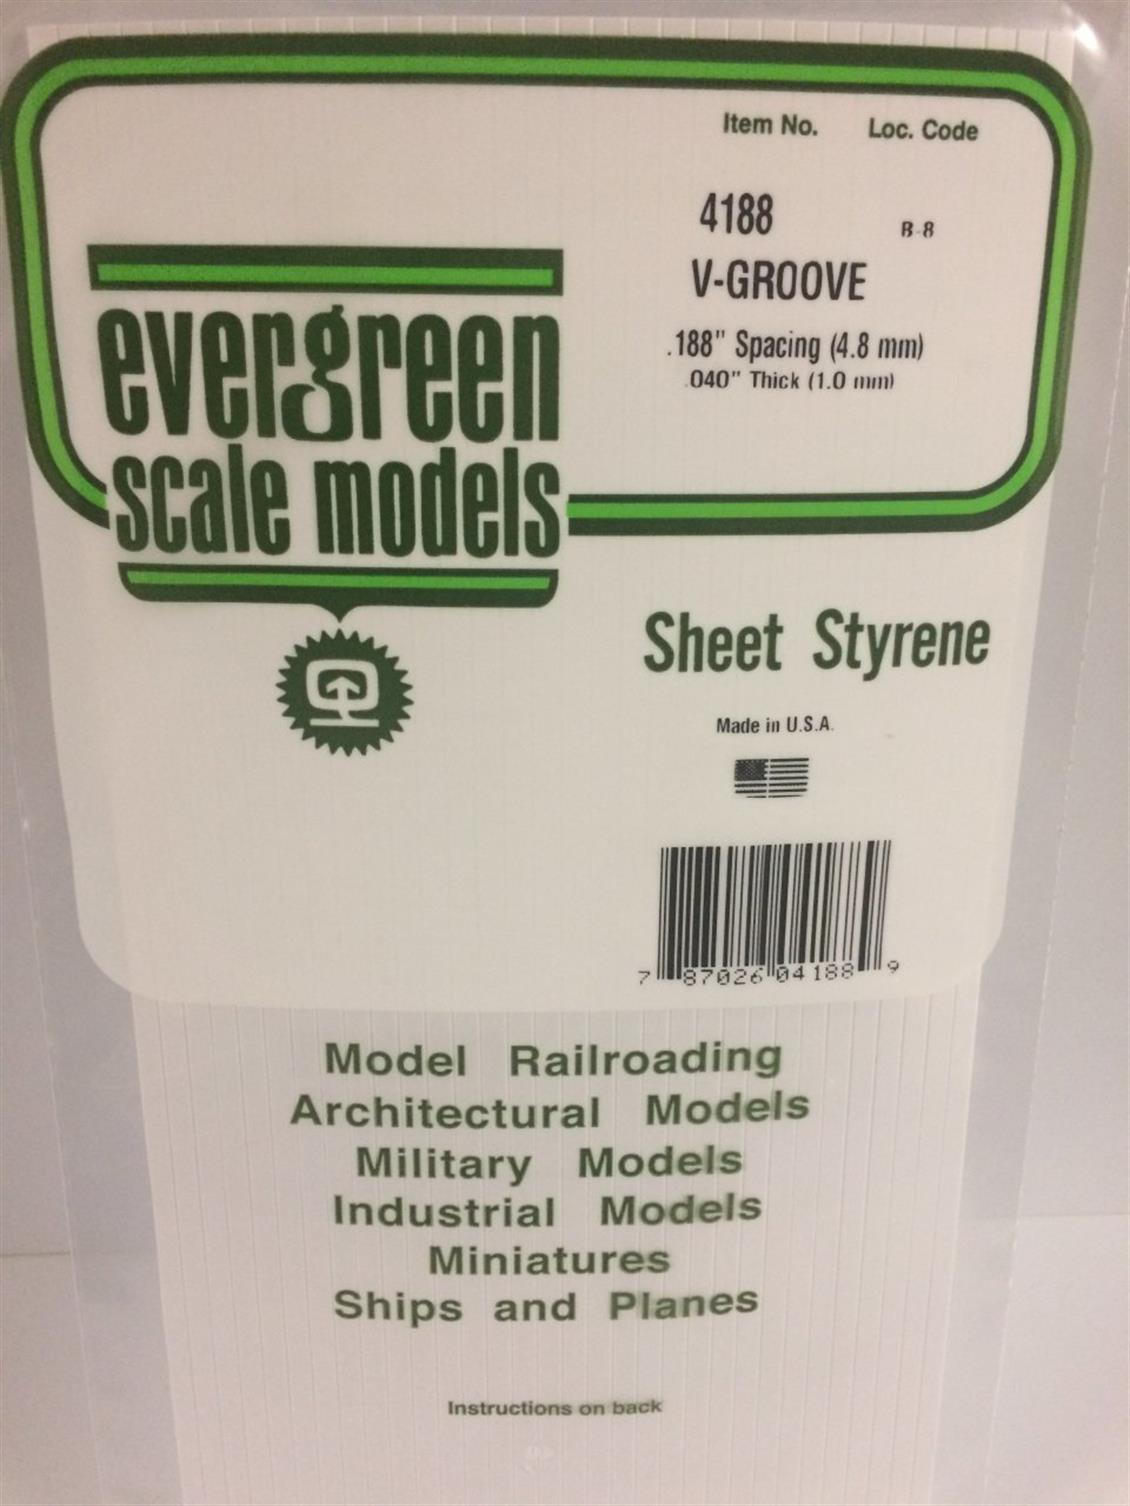 Item No. Loc. Code
4188 B-8
V-GROOVE
.188" Spacing (4.8 mm)
.040" Thick (1.0 mm)
evergreen
scale models
Sheet Styrene
Made in U.S.A.
7 87026 04188 9
Model Railroading
Architectural Models
Military Models
Industrial Models
Miniatures
Ships and Planes
Instructions on back